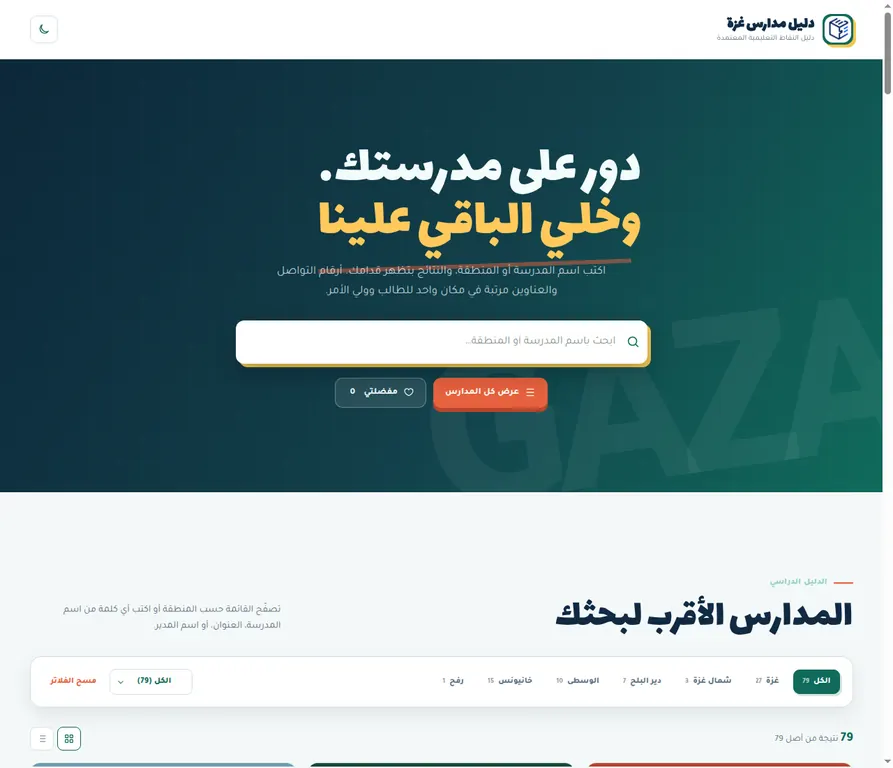 دليل مدارس غزة
دليل النقاط التعليمية المعتمدة
دور على مدرستك.
وخلي الباقي علينا
اكتب اسم المدرسة أو المنطقة، والنتائج بتظهر قدامك. أرقام التواصل
والعناوين مرتبة في مكان واحد للطالب وولي الأمر.
ابحث باسم المدرسة أو المنطقة...
عرض كل المدارس
مفضلتي 0
GAZA
الدليل الدراسي
المدارس الأقرب لبحثك
تصفّح القائمة حسب المنطقة أو اكتب أي كلمة من اسم
المدرسة، العنوان، أو اسم المدير.
الكل 79
غزة 27
شمال غزة
دير البلح 7
الوسطى 10
خانيونس 15
رفح 1
الكل (79)
مسح الفلاتر
79 نتيجة من أصل 79